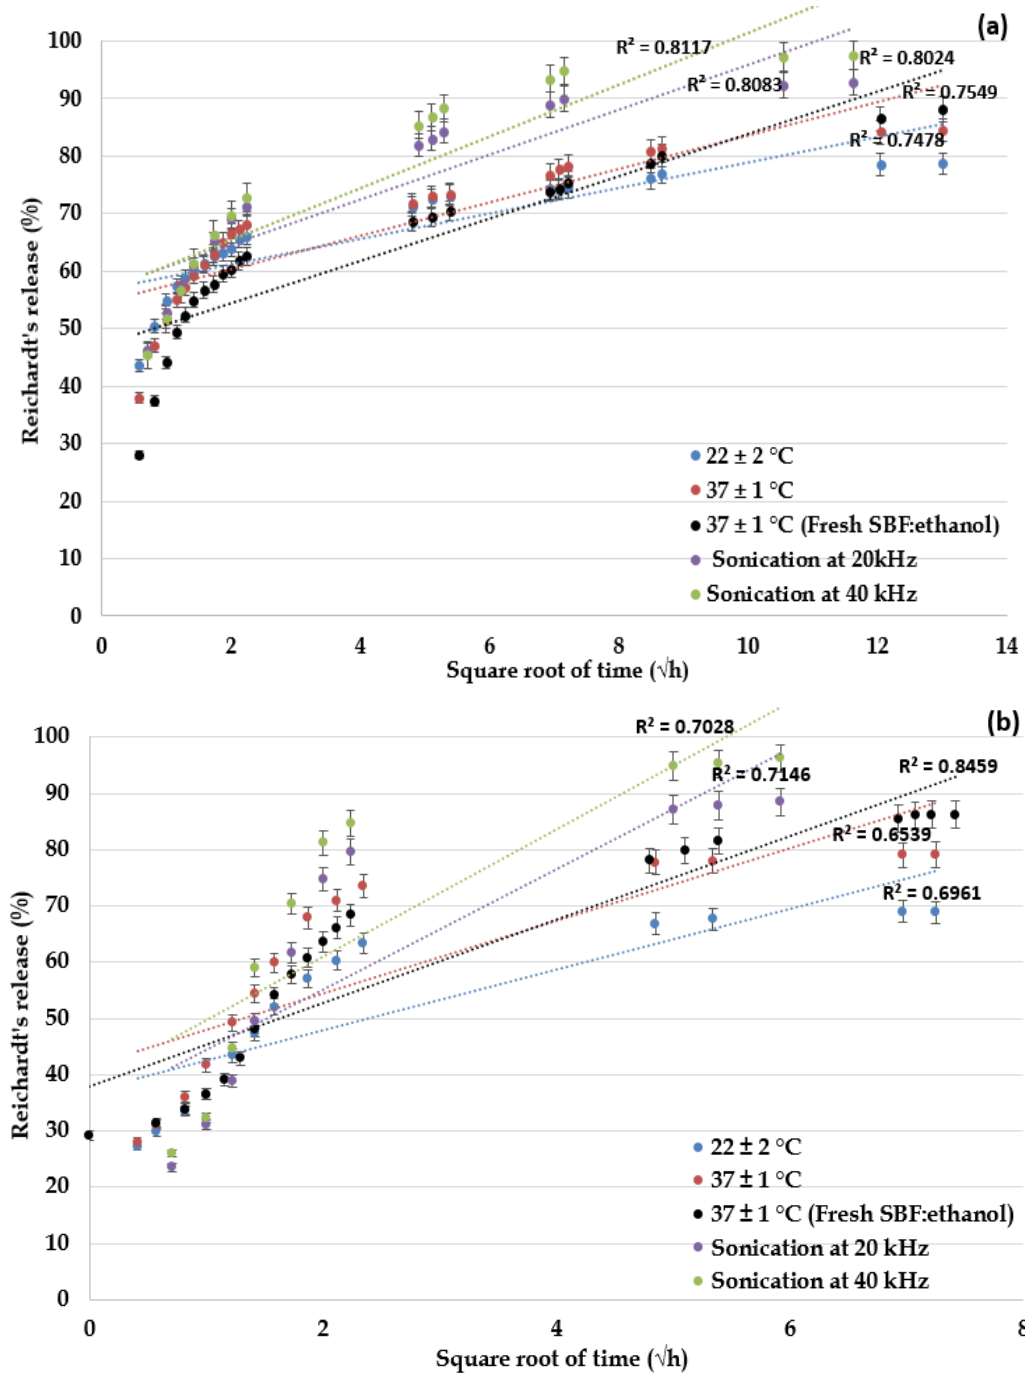 (a)
100
R² = 0.8117
R² = 0.8024
R² = 0.8083
90
R² = 0.7549
80
R² = 0.7478
70
60
50
40
30
20
10
0
Reichardt's release (%)
22 ± 2 °C
37 ± 1 °C
37 ± 1 °C (Fresh SBF:ethanol)
Sonication at 20kHz
Sonication at 40 kHz
0 2 4 6 8 10 12 14
Square root of time (√h)
(b)
100
R² = 0.7028
R² = 0.7146
R² = 0.8459
90
R² = 0.6539
80
70
R² = 0.6961
60
50
40
30
20
10
0
Reichardt's release (%)
22 ± 2 °C
37 ± 1 °C
37 ± 1 °C (Fresh SBF:ethanol)
Sonication at 20 kHz
Sonication at 40 kHz
0 2 4 6 8
Square root of time (√h)